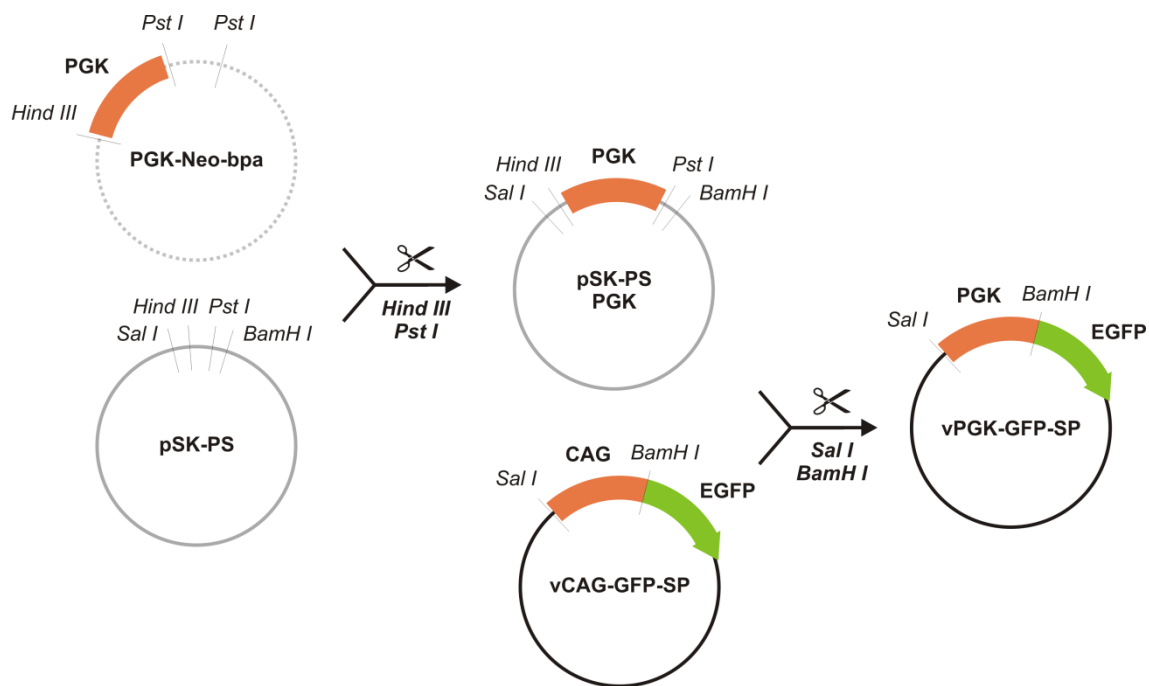 Pst I
Pst I
PGK
Hind III
PGK-Neo-bpa
Hind III
Pst I
Sal I
BamH I
pSK-PS
Hind III
Pst I
PGK
Hind III
Pst I
Sal I
BamH I
pSK-PS
PGK
CAG
BamH I
Sal I
EGFP
vCAG-GFP-SP
Sal I
BamH I
PGK
BamH I
Sal I
EGFP
vPGK-GFP-SP